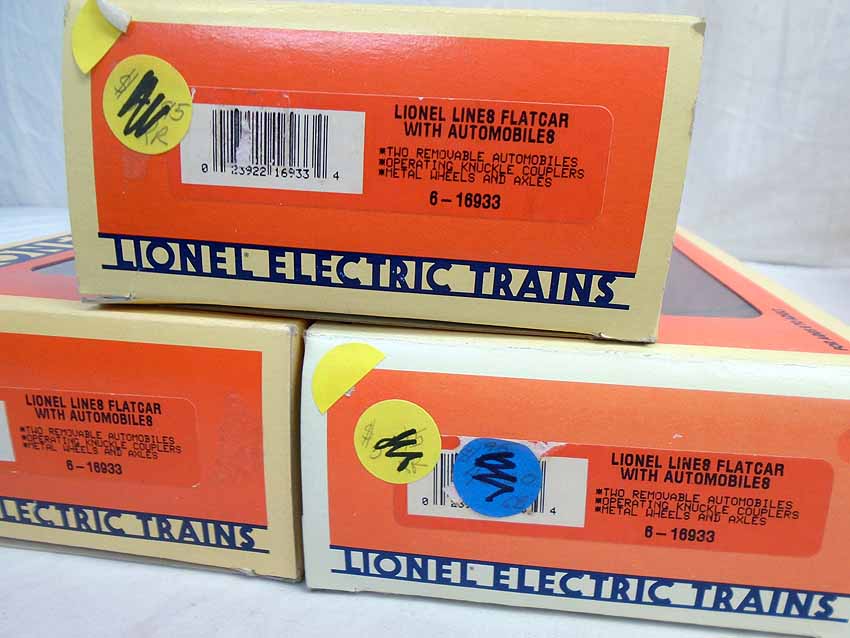 $
15
R
LIONEL LINES FLATCAR
WITH AUTOMOBILES
*TWO REMOVABLE AUTOMOBILES
*OPERATING KNUCKLE COUPLERS
*METAL WHEELS AND AXLES
6-16933
0 23922 16933 4
LIONEL ELECTRIC TRAINS
LIONEL LINES FLATCAR
WITH AUTOMOBILES
*TWO REMOVABLE AUTOMOBILES
*OPERATING KNUCKLE COUPLERS
*METAL WHEELS AND AXLES
6-16933
ELECTRIC TRAINS
LIONEL LINES FLATCAR
WITH AUTOMOBILES
*TWO REMOVABLE AUTOMOBILES
*OPERATING KNUCKLE COUPLERS
*METAL WHEELS AND AXLES
6-16933
0 4
LIONEL ELECTRIC TRAINS